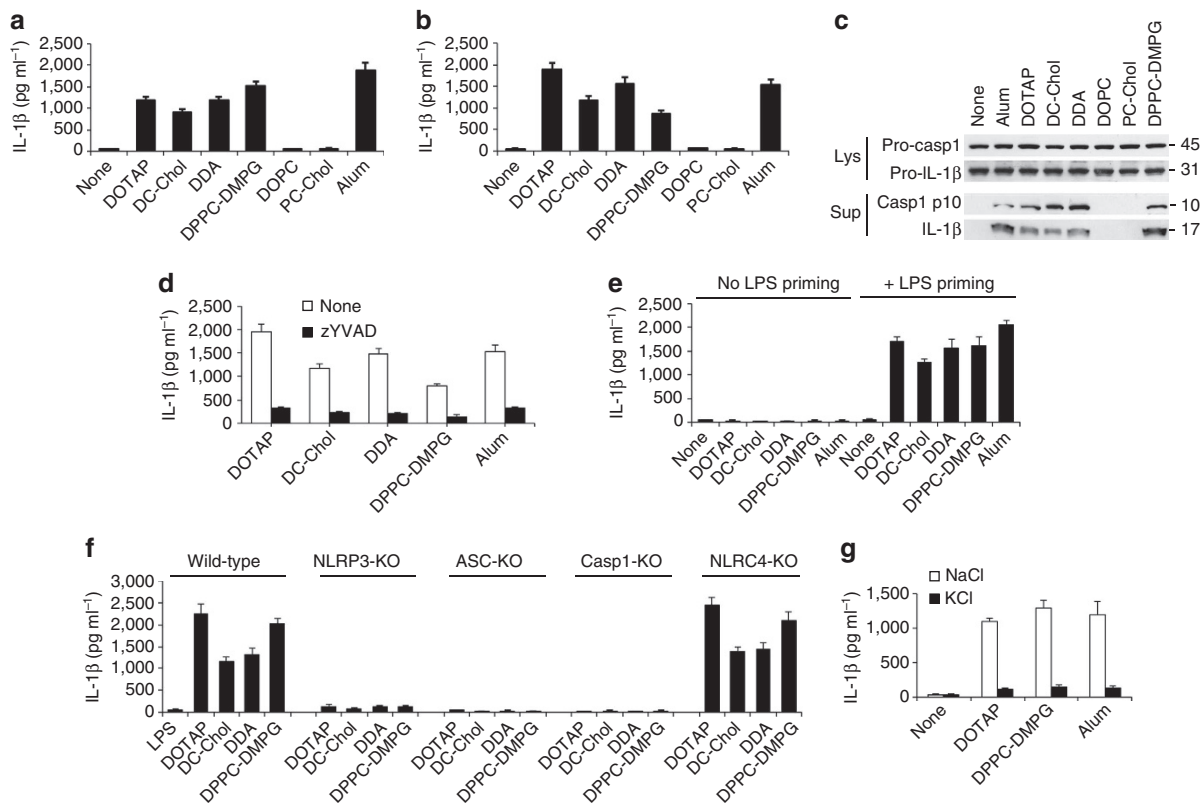 a
IL-1β (pg ml⁻¹)
2,500
2,000
1,500
1,000
500
0
None
DOTAP
DC-Chol
DDA
DPPC-DMPG
DOPC
PC-Chol
Alum
b
IL-1β (pg ml⁻¹)
2,500
2,000
1,500
1,000
500
0
None
DOTAP
DC-Chol
DDA
DPPC-DMPG
DOPC
PC-Chol
Alum
c
None
Alum
DOTAP
DC-Chol
DDA
DOPC
PC-Chol
DPPC-DMPG
Lys
Pro-casp1
45
Pro-IL-1β
31
Sup
Casp1 p10
10
IL-1β
17
d
IL-1β (pg ml⁻¹)
2,500
2,000
1,500
1,000
500
0
None
zYVAD
DOTAP
DC-Chol
DDA
DPPC-DMPG
Alum
e
No LPS priming
+ LPS priming
IL-1β (pg ml⁻¹)
2,500
2,000
1,500
1,000
500
0
None
DOTAP
DC-Chol
DDA
DPPC-DMPG
Alum
None
DOTAP
DC-Chol
DDA
DPPC-DMPG
Alum
f
Wild-type
NLRP3-KO
ASC-KO
Casp1-KO
NLRC4-KO
IL-1β (pg ml⁻¹)
3,000
2,500
2,000
1,500
1,000
500
0
LPS
DOTAP
DC-Chol
DDA
DPPC-DMPG
DOTAP
DC-Chol
DDA
DPPC-DMPG
DOTAP
DC-Chol
DDA
DPPC-DMPG
DOTAP
DC-Chol
DDA
DPPC-DMPG
DOTAP
DC-Chol
DDA
DPPC-DMPG
g
NaCl
KCl
IL-1β (pg ml⁻¹)
1,500
1,000
500
0
None
DOTAP
DPPC-DMPG
Alum